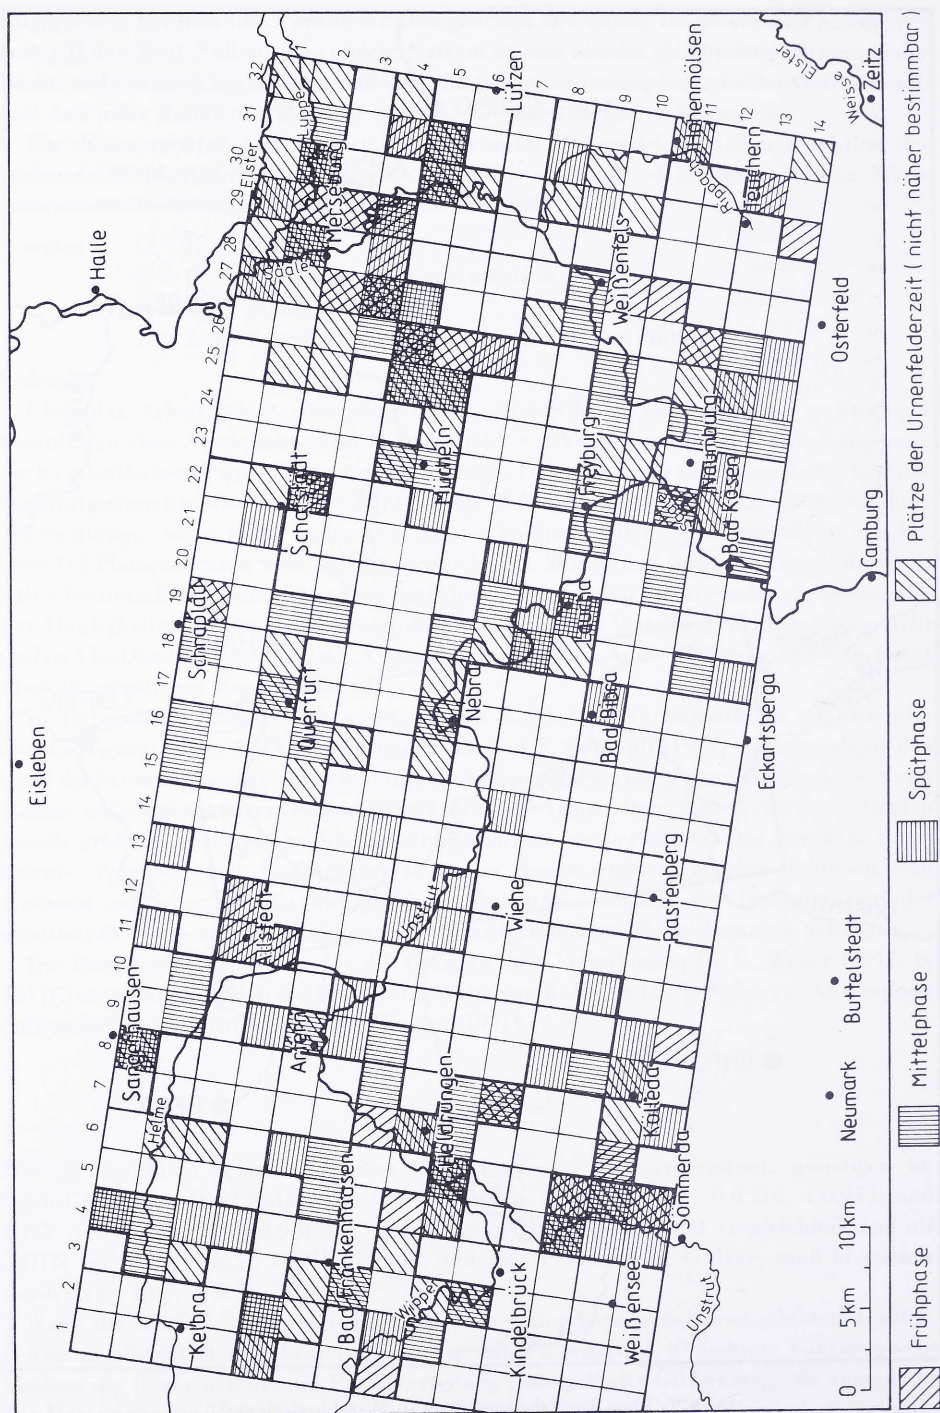 Eisleben
Halle
Sangerhausen
Schraplau
Elster
Luppe
Merseburg
Saale
Schafstädt
Helme
Allstedt
Querfurt
Kelbra
Artern
Mücheln
Lützen
Bad Frankenhausen
Heldrungen
Unstrut
Nebra
Laucha
Freyburg
Weißenfels
Hohenmölsen
Rippach
Teuchern
Wipper
Wiehe
Bad Bibra
Naumburg
Saale
Bad Kösen
Kindelbrück
Kölleda
Rastenberg
Eckartsberga
Weißensee
Sömmerda
Unstrut
Camburg
Osterfeld
Weisse
Elster
Zeitz
Neumark
Buttelstedt
1 2 3 4 5 6 7 8 9 10 11 12 13 14 15 16 17 18 19 20 21 22 23 24 25 26 27 28 29 30 31 32
1
2
3
4
5
6
7
8
9
10
11
12
13
14
0 5km 10km
Frühphase
Mittelphase
Spätphase
Plätze der Urnenfelderzeit ( nicht näher bestimmbar